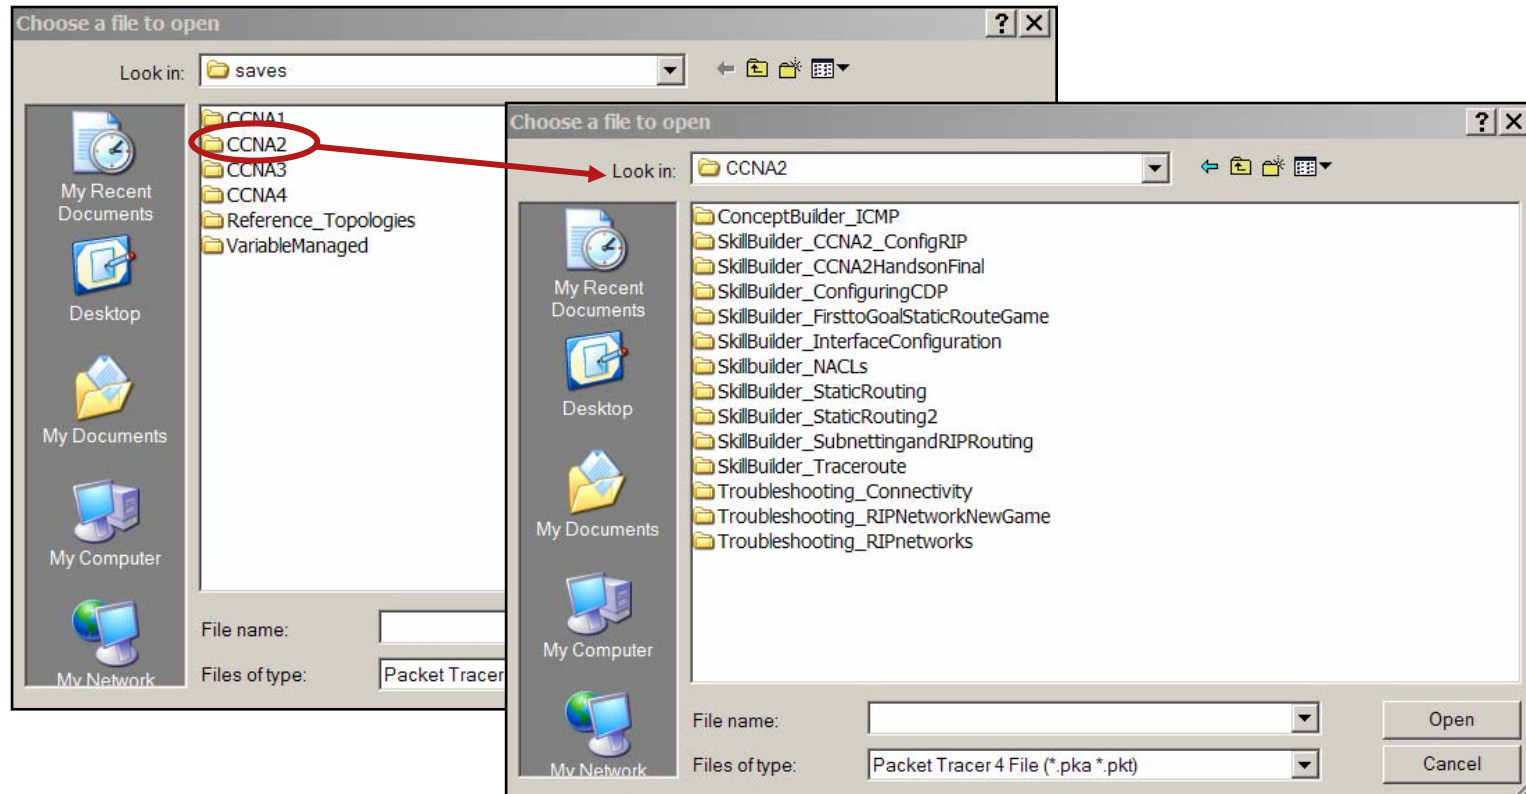 Choose a file to open
Look in:
saves
My Recent
Documents
Desktop
My Documents
My Computer
My Network
CCNA1
CCNA2
CCNA3
CCNA4
Reference_Topologies
VariableManaged
File name:
Files of type:
Packet Tracer
Choose a file to open
Look in:
CCNA2
My Recent
Documents
Desktop
My Documents
My Computer
My Network
ConceptBuilder_ICMP
SkillBuilder_CCNA2_ConfigRIP
SkillBuilder_CCNA2HandsonFinal
SkillBuilder_ConfiguringCDP
SkillBuilder_FirsttoGoalStaticRouteGame
SkillBuilder_InterfaceConfiguration
Skillbuilder_NACLs
SkillBuilder_StaticRouting
SkillBuilder_StaticRouting2
SkillBuilder_SubnettingandRIPRouting
SkillBuilder_Traceroute
Troubleshooting_Connectivity
Troubleshooting_RIPNetworkNewGame
Troubleshooting_RIPnetworks
File name:
Open
Files of type:
Packet Tracer 4 File (*.pka *.pkt)
Cancel